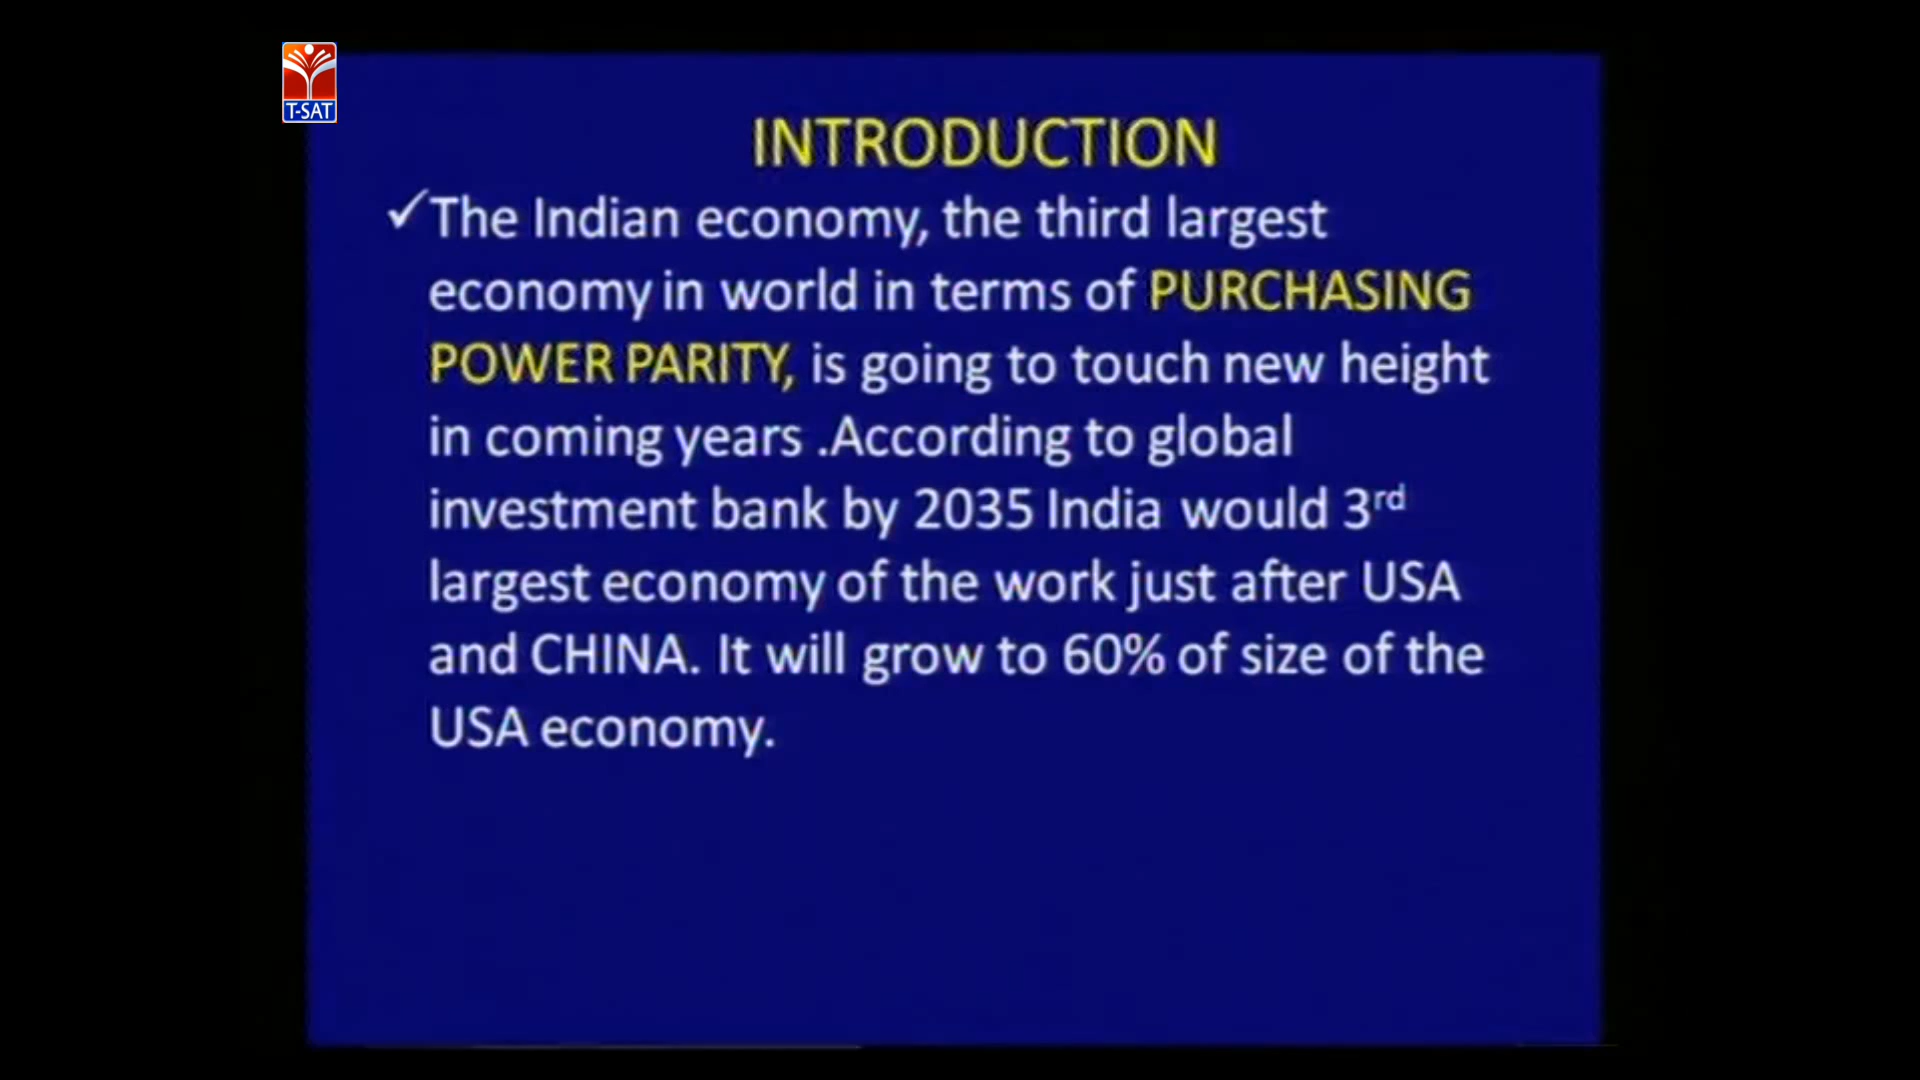 T-SAT
INTRODUCTION
✓The Indian economy, the third largest
economy in world in terms of PURCHASING
POWER PARITY, is going to touch new height
in coming years .According to global
investment bank by 2035 India would 3rd
largest economy of the work just after USA
and CHINA. It will grow to 60% of size of the
USA economy.